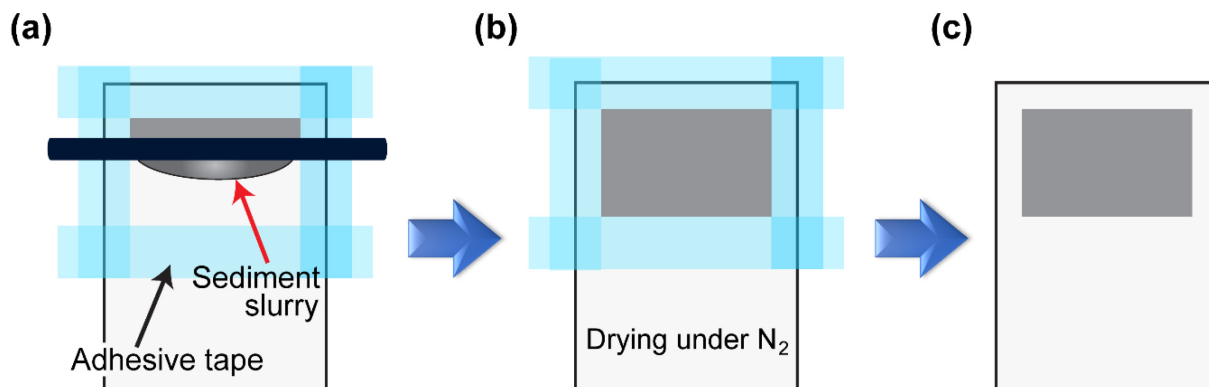 (a)
(b)
(c)
Sediment
slurry
Adhesive tape
Drying under N₂